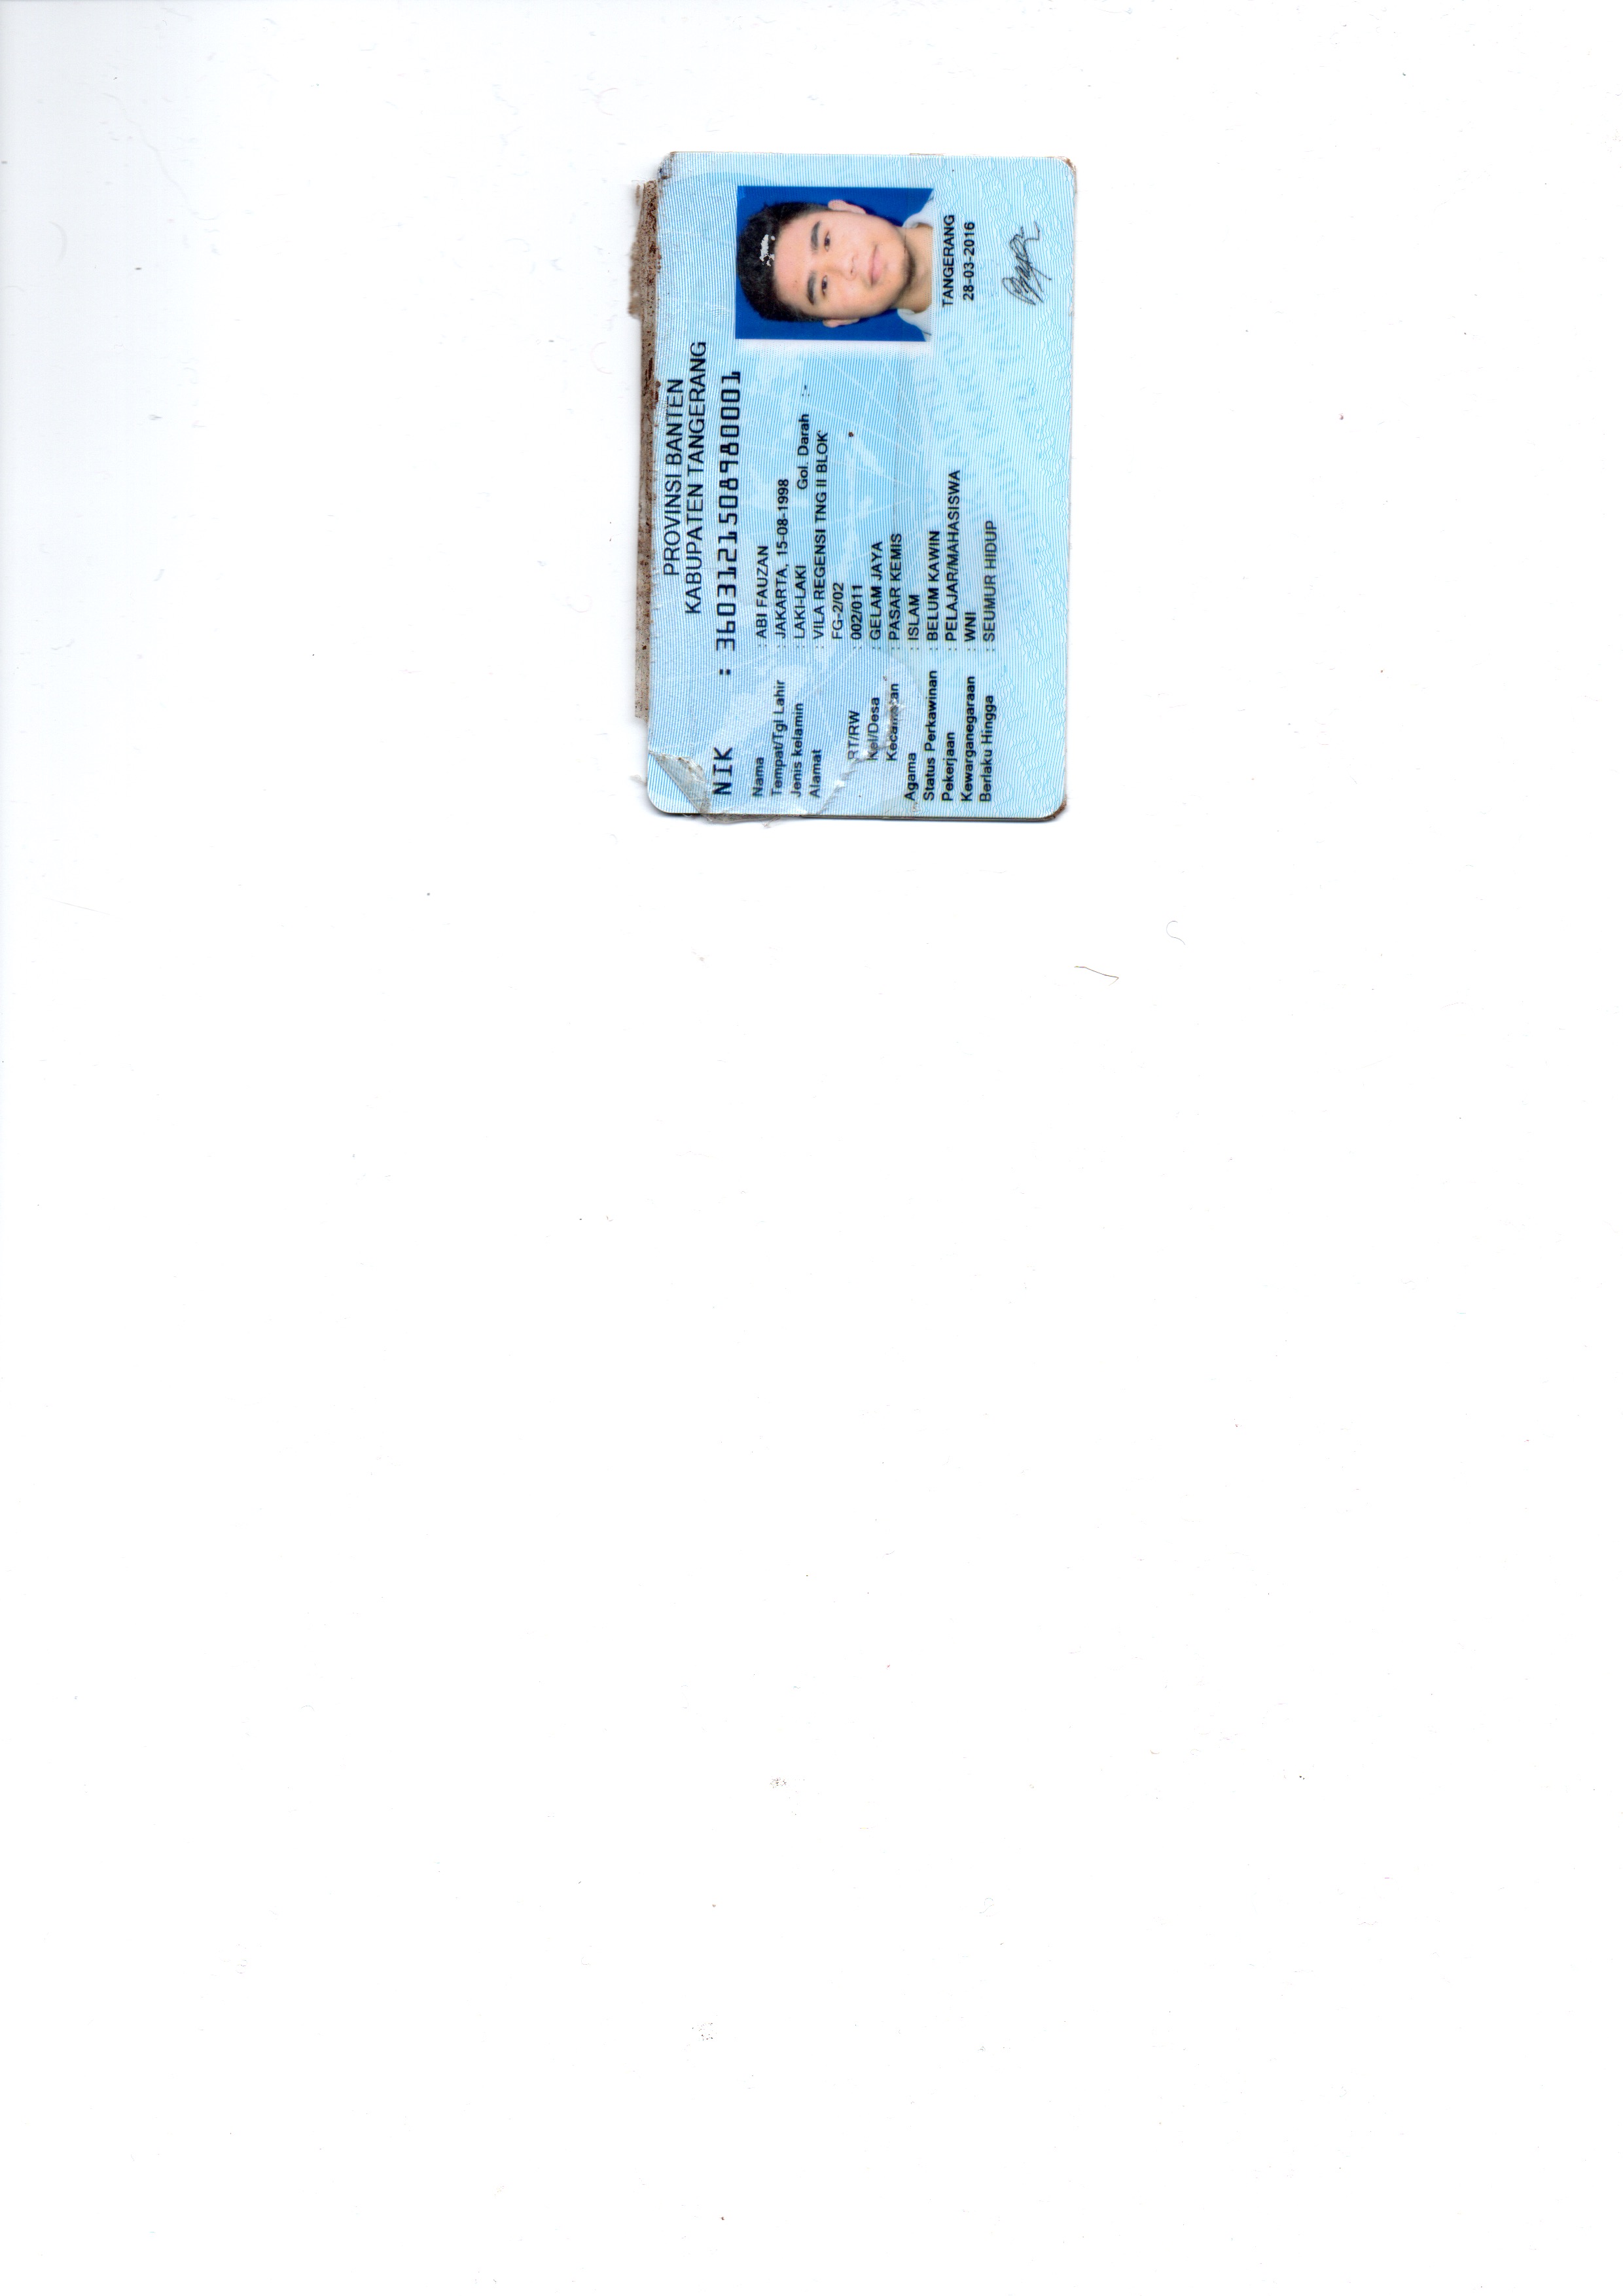 PROVINSI BANTEN
KABUPATEN TANGERANG
NIK : 3603121508980001
Nama : ABI FAUZAN
Tempat/Tgl Lahir : JAKARTA, 15-08-1998
Jenis kelamin : LAKI-LAKI Gol. Darah :-
Alamat : VILA REGENSI TNG II BLOK
FG-2/02
RT/RW : 002/011
Kel/Desa : GELAM JAYA
Kecamatan : PASAR KEMIS
Agama : ISLAM
Status Perkawinan : BELUM KAWIN
Pekerjaan : PELAJAR/MAHASISWA
Kewarganegaraan : WNI
Berlaku Hingga : SEUMUR HIDUP
TANGERANG
28-03-2016